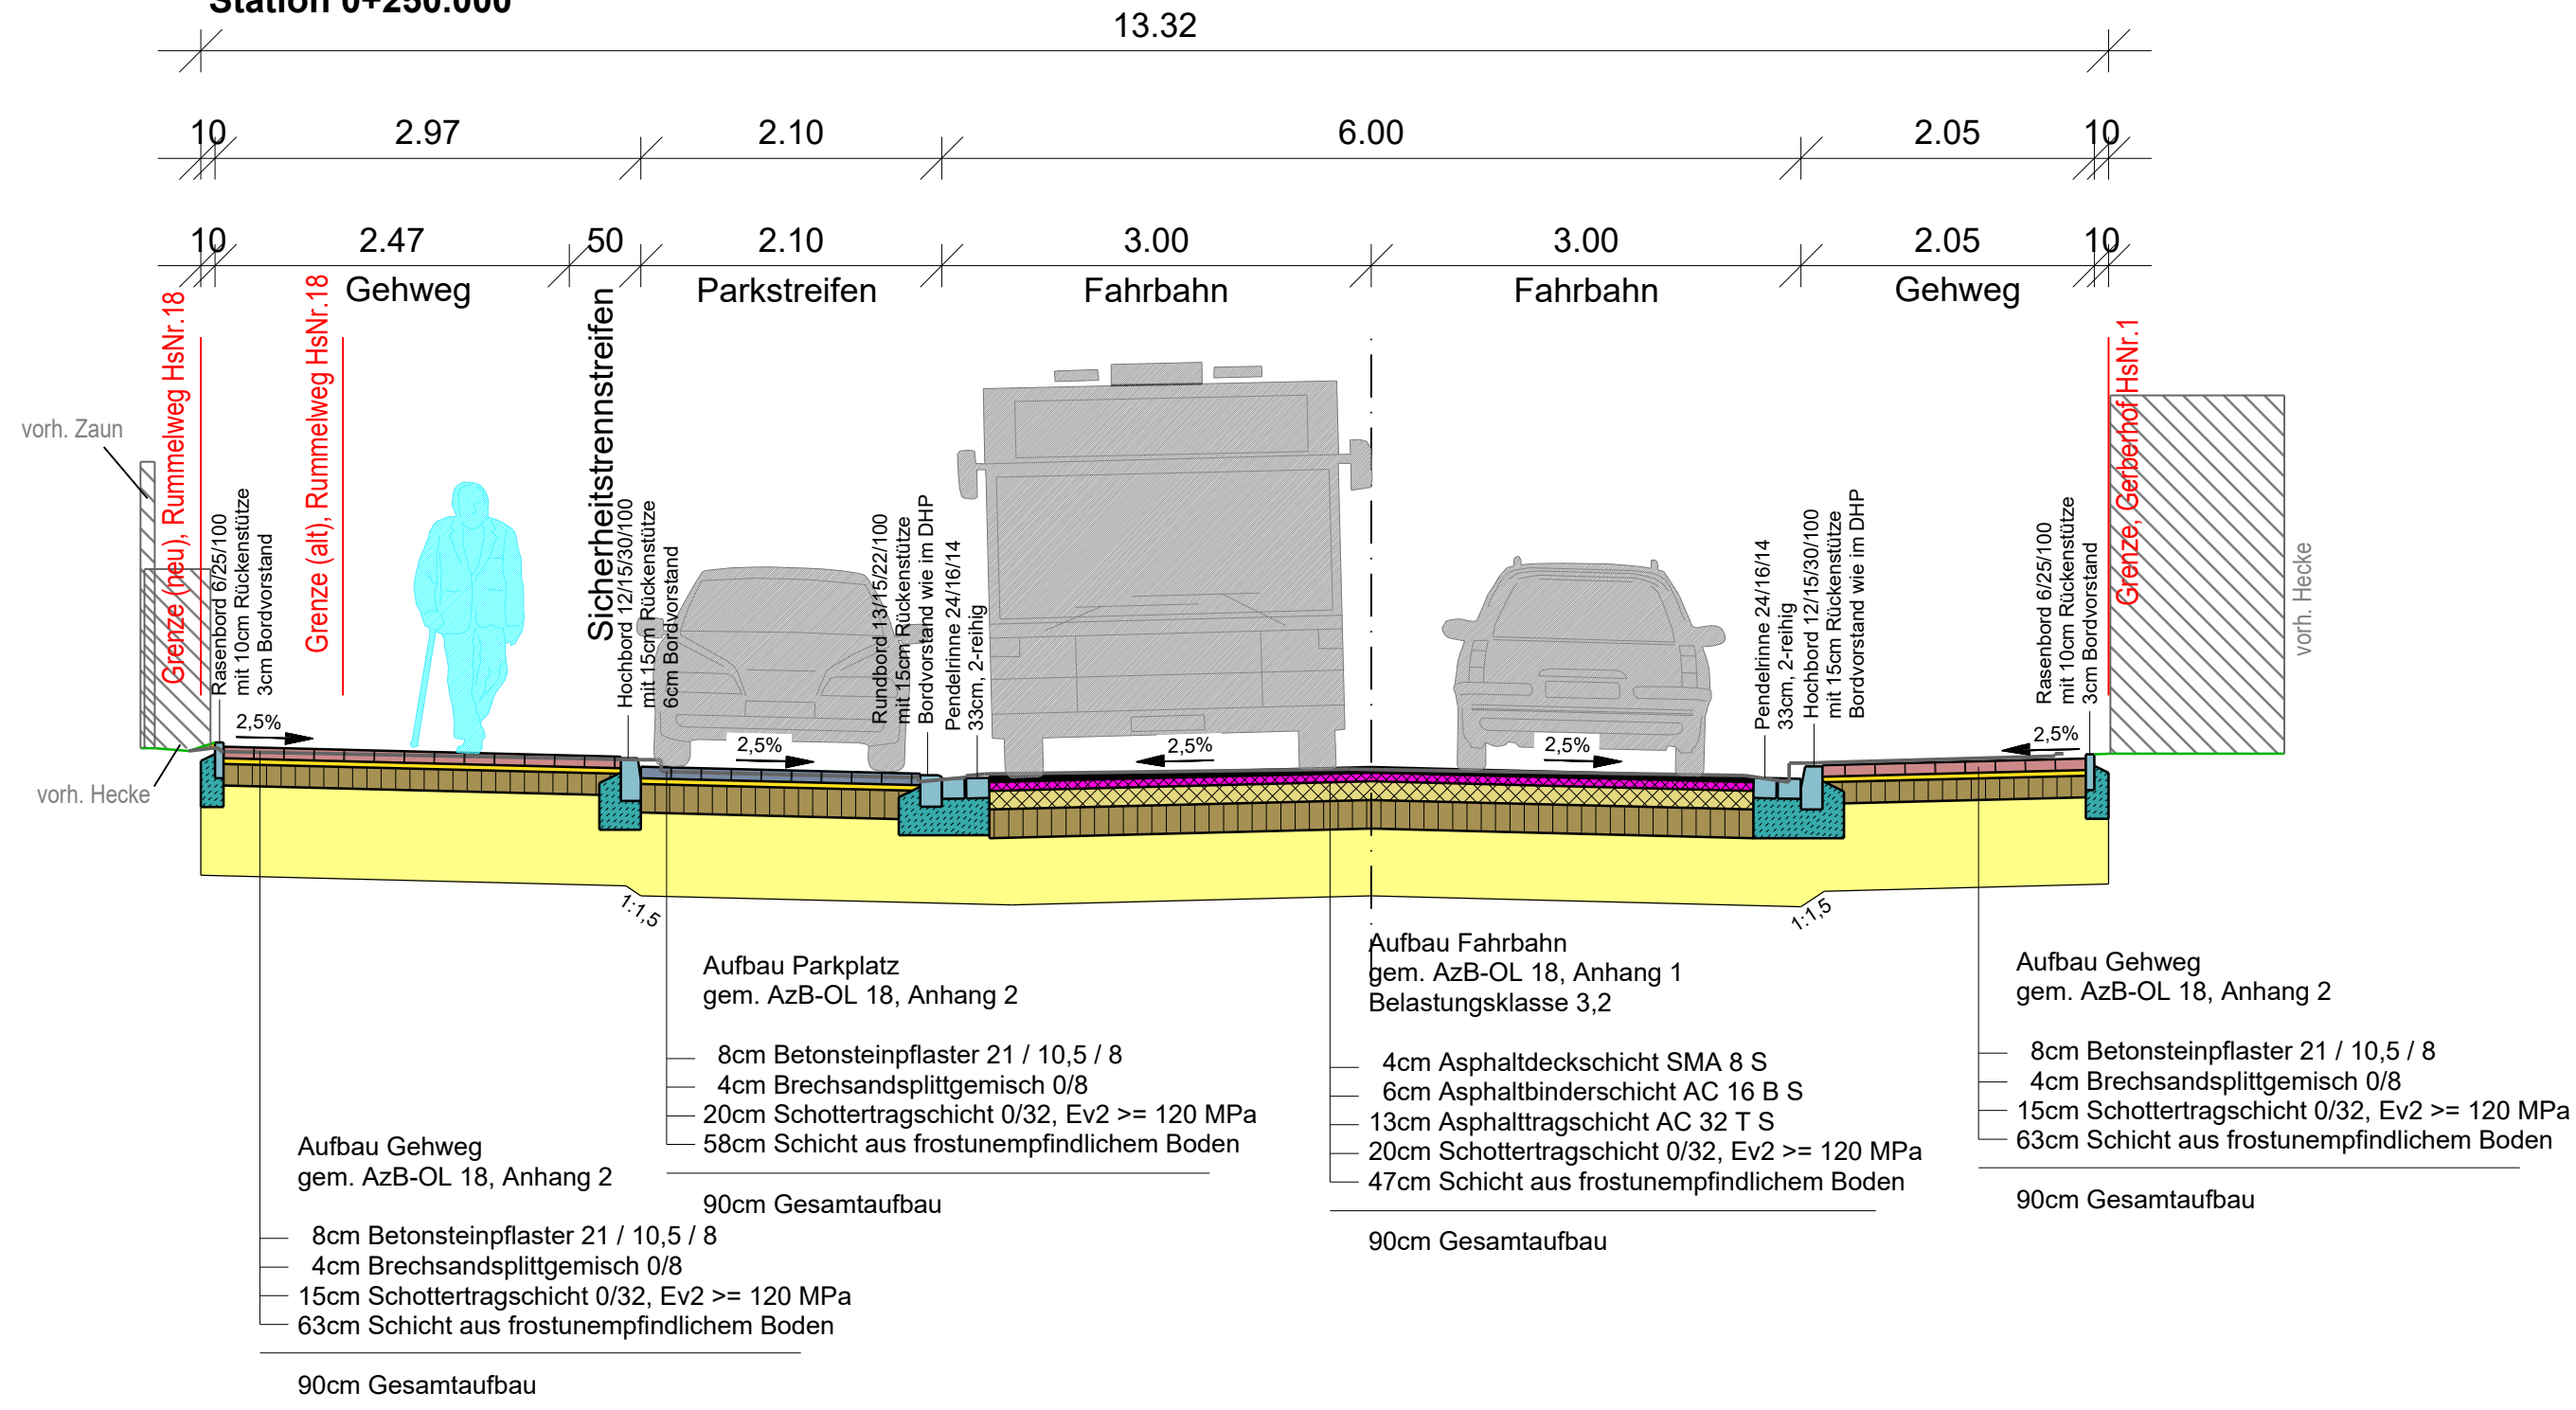 Station 0+250.000
13.32
10 2.97 2.10 6.00 2.05 10
10 2.47 50 2.10 3.00 3.00 2.05 10
Gehweg
Sicherheitstrennstreifen
Parkstreifen
Fahrbahn
Fahrbahn
Gehweg
vorh. Zaun
vorh. Hecke
Grenze (neu), Rummelweg HsNr.18
Grenze (alt), Rummelweg HsNr.18
Rasenbord 6/25/100
mit 10cm Rückenstütze
3cm Bordvorstand
Hochbord 12/15/30/100
mit 15cm Rückenstütze
6cm Bordvorstand
Rundbord 13/15/22/100
mit 15cm Rückenstütze
Bordvorstand wie im DHP
Pendelrinne 24/16/14
33cm, 2-reihig
Pendelrinne 24/16/14
33cm, 2-reihig
Hochbord 12/15/30/100
mit 15cm Rückenstütze
Bordvorstand wie im DHP
Rasenbord 6/25/100
mit 10cm Rückenstütze
3cm Bordvorstand
Grenze, Gerberhof HsNr.1
vorh. Hecke
2,5%
2,5%
2,5%
2,5%
2,5%
1:1,5
1:1,5
Aufbau Gehweg
gem. AzB-OL 18, Anhang 2
8cm Betonsteinpflaster 21 / 10,5 / 8
4cm Brechsandsplittgemisch 0/8
15cm Schottertragschicht 0/32, Ev2 >= 120 MPa
63cm Schicht aus frostunempfindlichem Boden
90cm Gesamtaufbau
Aufbau Parkplatz
gem. AzB-OL 18, Anhang 2
8cm Betonsteinpflaster 21 / 10,5 / 8
4cm Brechsandsplittgemisch 0/8
20cm Schottertragschicht 0/32, Ev2 >= 120 MPa
58cm Schicht aus frostunempfindlichem Boden
90cm Gesamtaufbau
Aufbau Fahrbahn
gem. AzB-OL 18, Anhang 1
Belastungsklasse 3,2
4cm Asphaltdeckschicht SMA 8 S
6cm Asphaltbinderschicht AC 16 B S
13cm Asphalttragschicht AC 32 T S
20cm Schottertragschicht 0/32, Ev2 >= 120 MPa
47cm Schicht aus frostunempfindlichem Boden
90cm Gesamtaufbau
Aufbau Gehweg
gem. AzB-OL 18, Anhang 2
8cm Betonsteinpflaster 21 / 10,5 / 8
4cm Brechsandsplittgemisch 0/8
15cm Schottertragschicht 0/32, Ev2 >= 120 MPa
63cm Schicht aus frostunempfindlichem Boden
90cm Gesamtaufbau